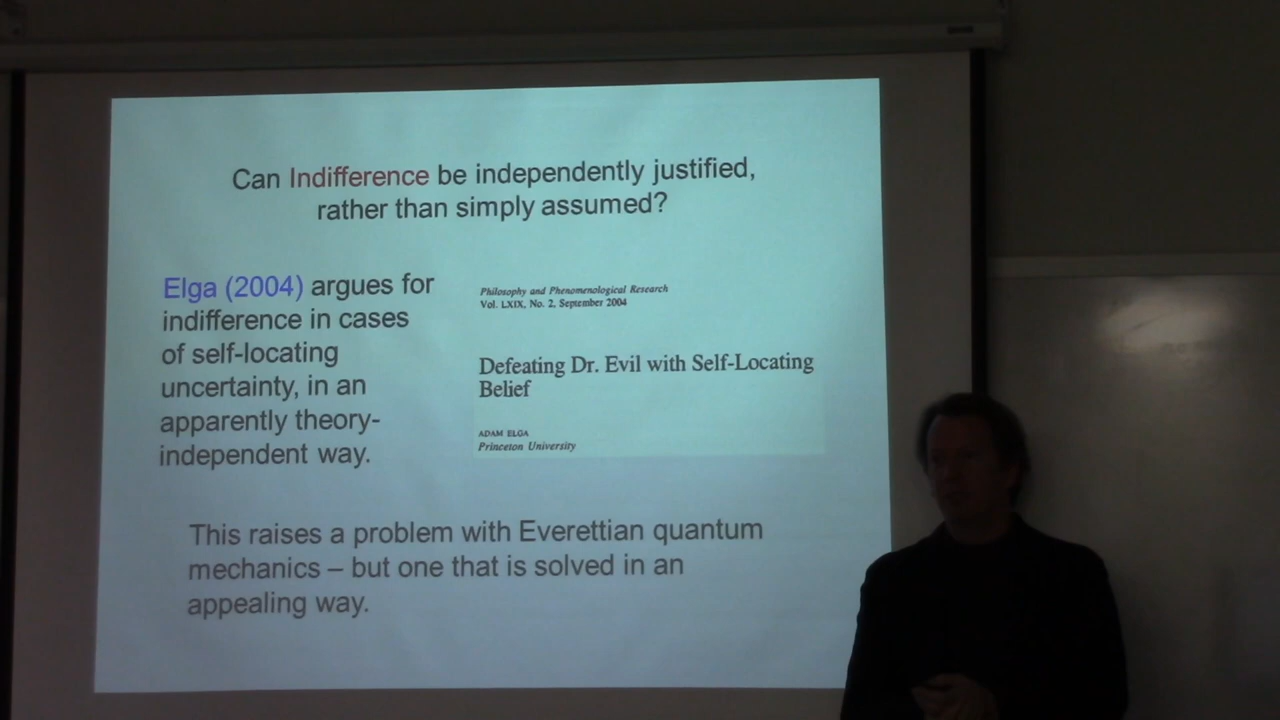 Can Indifference be independently justified,
rather than simply assumed?
Elga (2004) argues for
indifference in cases
of self-locating
uncertainty, in an
apparently theory-
independent way.
Philosophy and Phenomenological Research
Vol. LXIX, No. 2, September 2004
Defeating Dr. Evil with Self-Locating
Belief
ADAM ELGA
Princeton University
This raises a problem with Everettian quantum
mechanics – but one that is solved in an
appealing way.